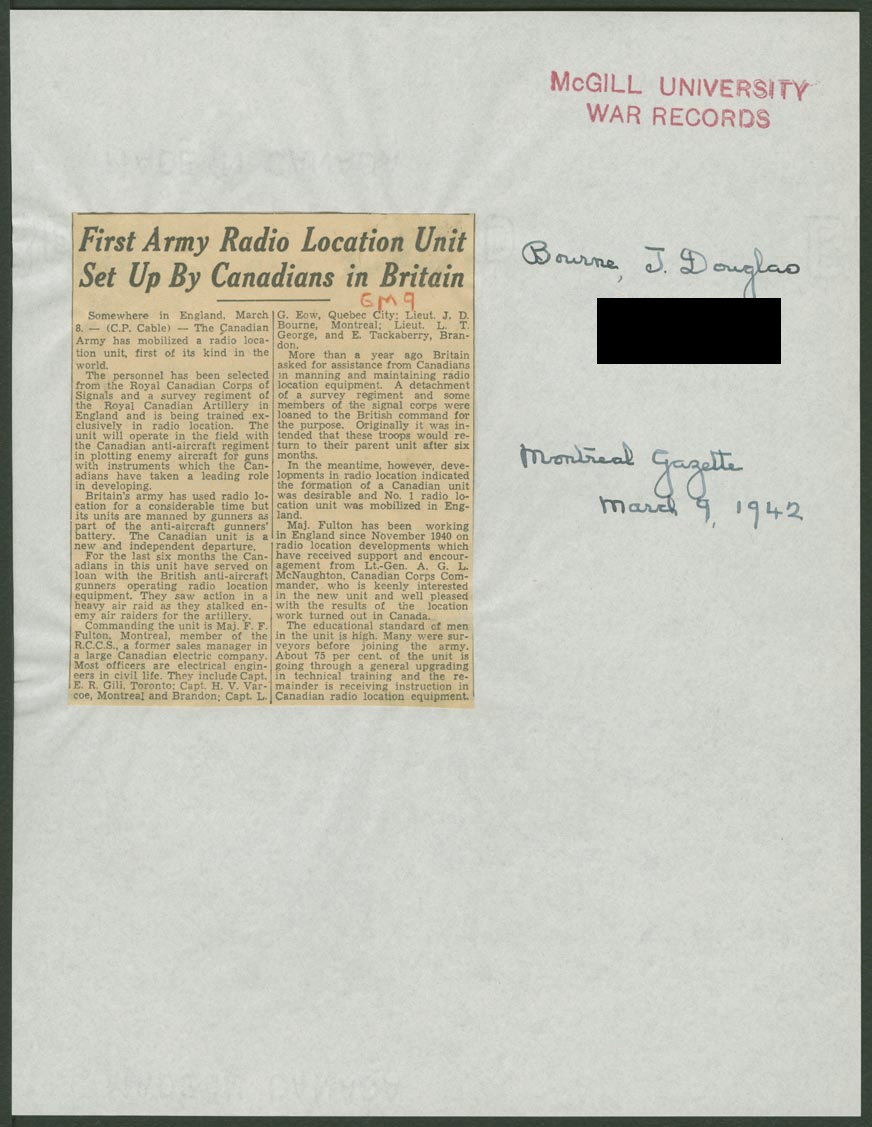 McGILL UNIVERSITY
WAR RECORDS
First Army Radio Location Unit
Set Up By Canadians in Britain
GM9
Somewhere in England, March
8. — (C.P. Cable) — The Canadian
Army has mobilized a radio loca-
tion unit, first of its kind in the
world.
The personnel has been selected
from the Royal Canadian Corps of
Signals and a survey regiment of
the Royal Canadian Artillery in
England and is being trained ex-
clusively in radio location. The
unit will operate in the field with
the Canadian anti-aircraft regiment
in plotting enemy aircraft for guns
with instruments which the Can-
adians have taken a leading role
in developing.
Britain's army has used radio lo-
cation for a considerable time but
its units are manned by gunners as
part of the anti-aircraft gunners'
battery. The Canadian unit is a
new and independent departure.
For the last six months the Can-
adians in this unit have served on
loan with the British anti-aircraft
gunners operating radio location
equipment. They saw action in a
heavy air raid as they stalked en-
emy air raiders for the artillery.
Commanding the unit is Maj. F. F.
Fulton, Montreal, member of the
R.C.C.S., a former sales manager in
a large Canadian electric company.
Most officers are electrical engin-
eers in civil life. They include Capt.
E. R. Gill, Toronto; Capt. H. V. Var-
coe, Montreal and Brandon; Capt. L.
G. Eow, Quebec City; Lieut. J. D.
Bourne, Montreal; Lieut. L. T.
George, and E. Tackaberry, Bran-
don.
More than a year ago Britain
asked for assistance from Canadians
in manning and maintaining radio
location equipment. A detachment
of a survey regiment and some
members of the signal corps were
loaned to the British command for
the purpose. Originally it was in-
tended that these troops would re-
turn to their parent unit after six
months.
In the meantime, however, deve-
lopments in radio location indicated
the formation of a Canadian unit
was desirable and No. 1 radio lo-
cation unit was mobilized in Eng-
land.
Maj. Fulton has been working
in England since November 1940 on
radio location developments which
have received support and encour-
agement from Lt.-Gen. A. G. L.
McNaughton, Canadian Corps Com-
mander, who is keenly interested
in the new unit and well pleased
with the results of the location
work turned out in Canada.
The educational standard of men
in the unit is high. Many were sur-
veyors before joining the army.
About 75 per cent. of the unit is
going through a general upgrading
in technical training and the re-
mainder is receiving instruction in
Canadian radio location equipment.
Bourne, J. Douglas
Montreal Gazette
March 9, 1942